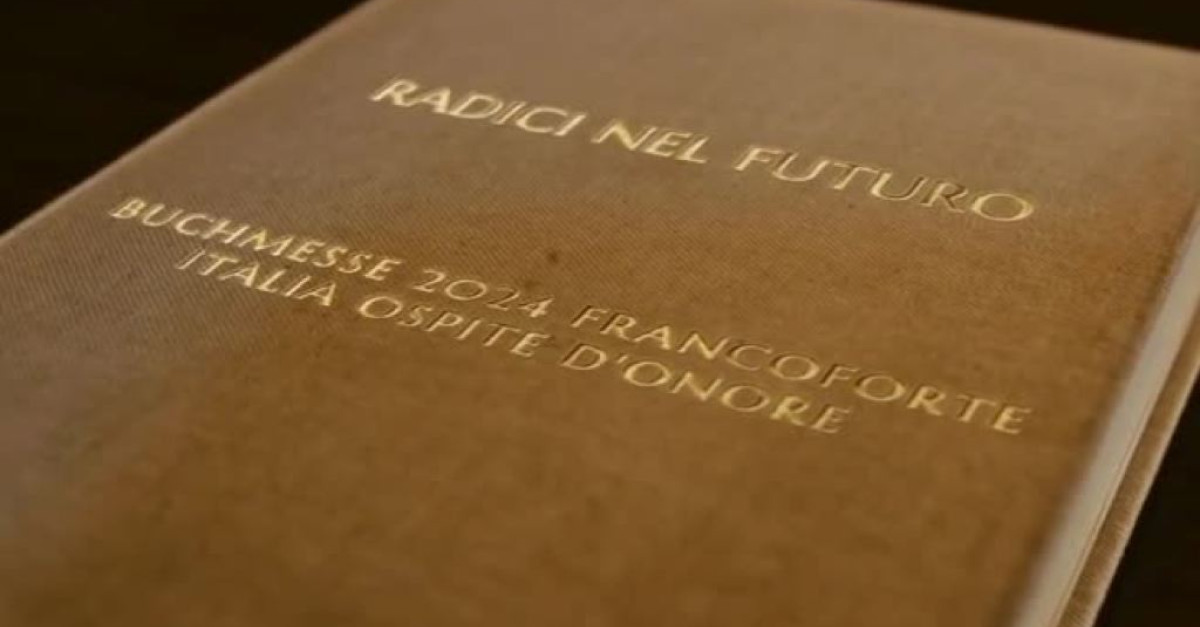 RADICI NEL FUTURO
BUCHMESSE 2024 FRANCOFORTE
ITALIA OSPITE D'ONORE